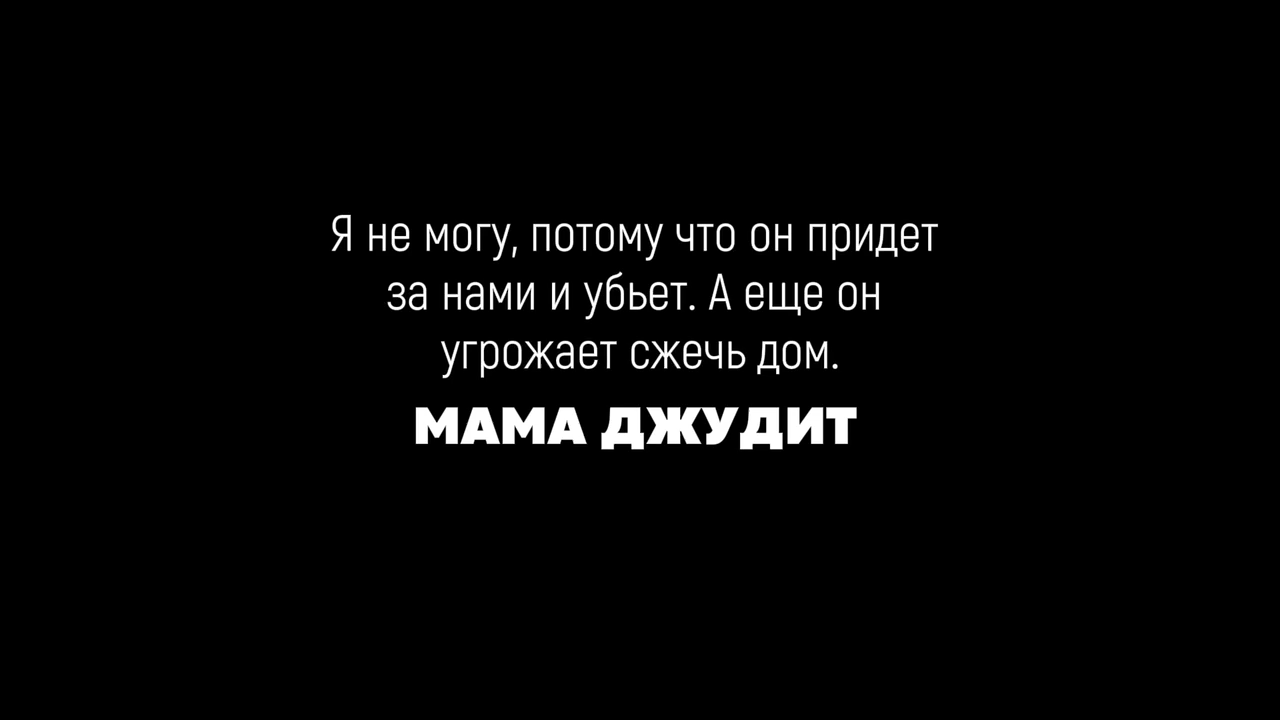 Я не могу, потому что он придет
за нами и убьет. А еще он
угрожает сжечь дом.
МАМА ДЖУДИТ